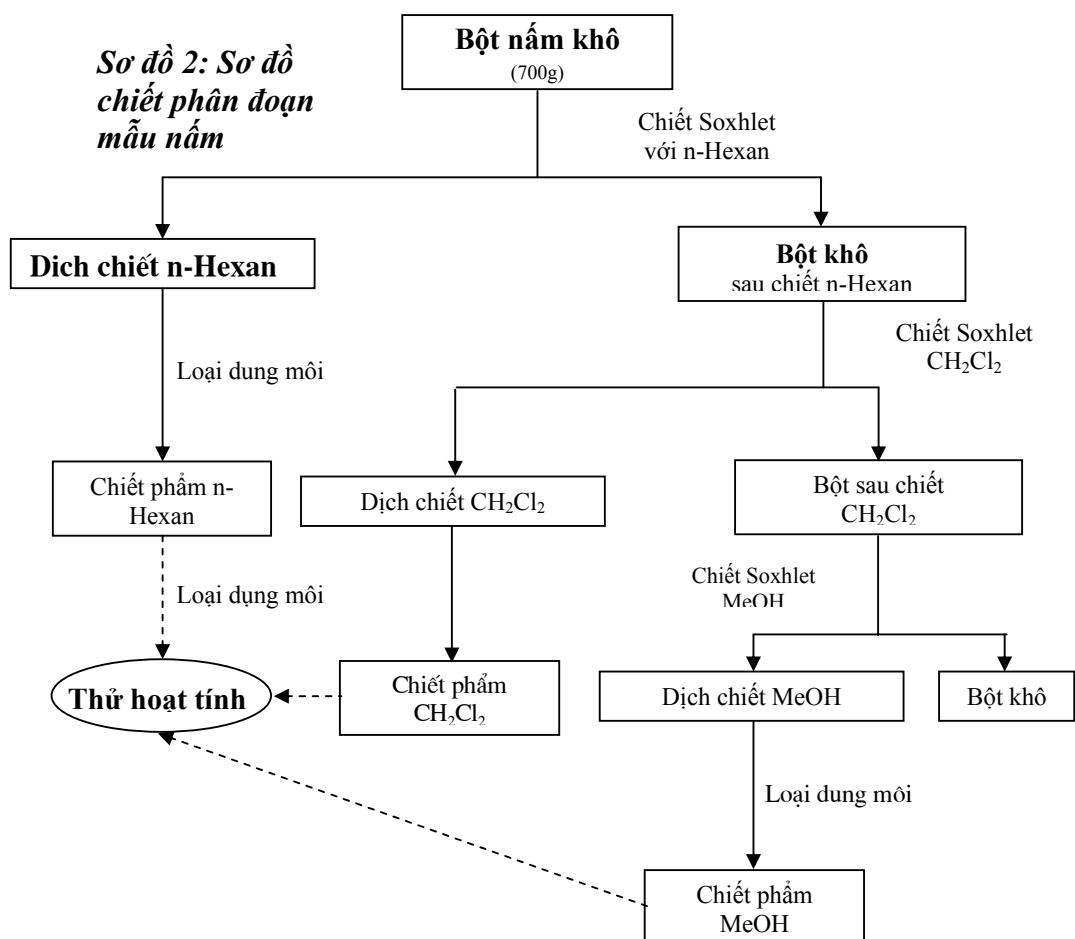 Sơ đồ 2: Sơ đồ
chiết phân đoạn
mẫu nấm
Bột nấm khô
(700g)
Chiết Soxhlet
với n-Hexan
Dich chiết n-Hexan
Bột khô
sau chiết n-Hexan
Chiết Soxhlet
CH₂Cl₂
Loại dung môi
Chiết phẩm n-
Hexan
Dịch chiết CH₂Cl₂
Bột sau chiết
CH₂Cl₂
Loại dụng môi
Chiết Soxhlet
MeOH
Thử hoạt tính
Chiết phẩm
CH₂Cl₂
Dịch chiết MeOH
Bột khô
Loại dung môi
Chiết phẩm
MeOH